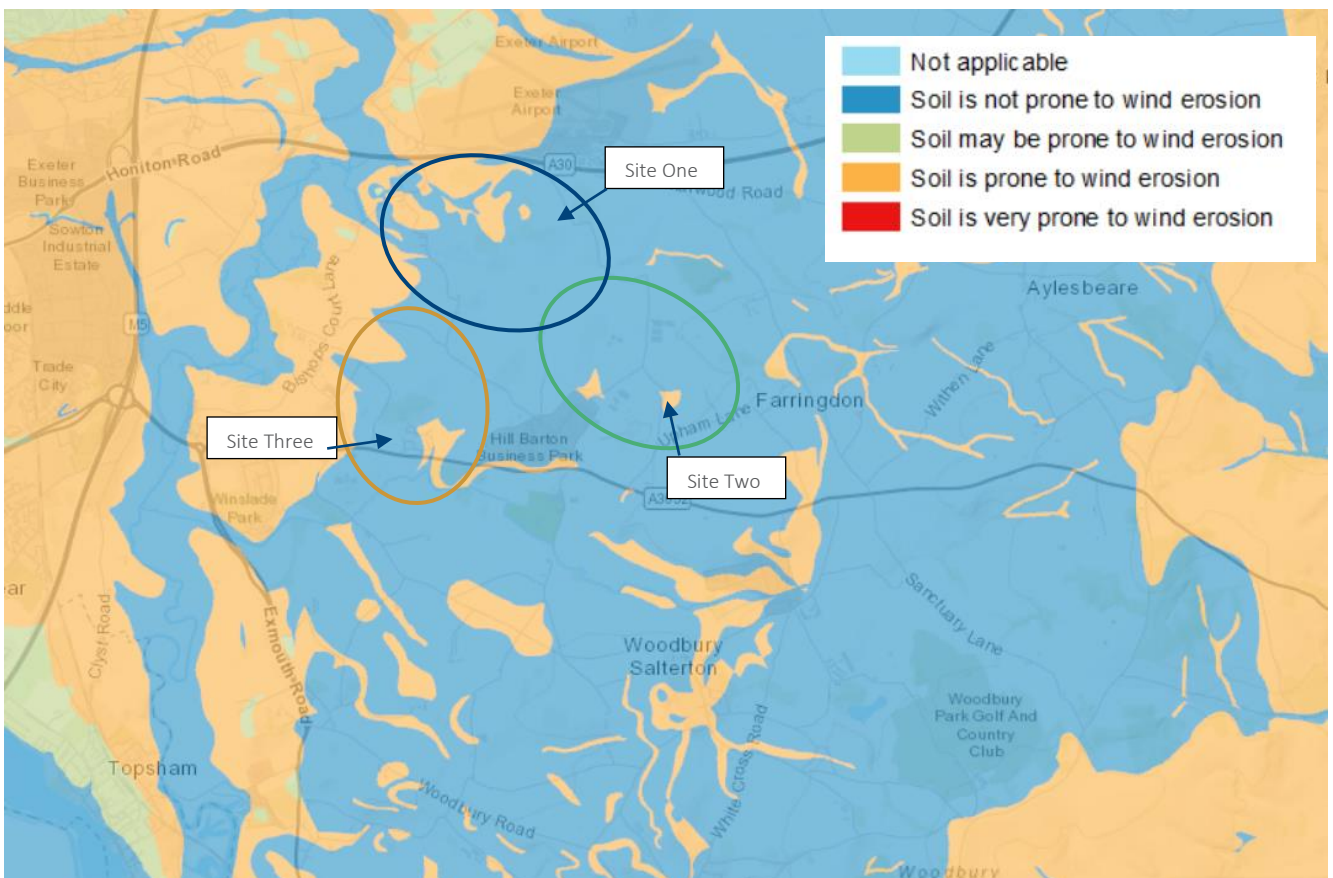 Not applicable
Soil is not prone to wind erosion
Soil may be prone to wind erosion
Soil is prone to wind erosion
Soil is very prone to wind erosion
Exeter Airport
Exeter
Airport
Honiton Road
A30
Site One
Exeter
Business
Park
Sowton
Industrial
Estate
Road
Aylesbeare
Bishops Court Lane
M5
Trade
City
Withen Lane
Farringdon
Upham Lane
Site Three
Hill Barton
Business Park
Site Two
Winslade
Park
Sanctuary Lane
Clyst Road
Exmouth Road
Woodbury
Salterton
Woodbury
Park Golf And
Country
Club
Topsham
White Cross Road
Woodbury Road
Woodbury